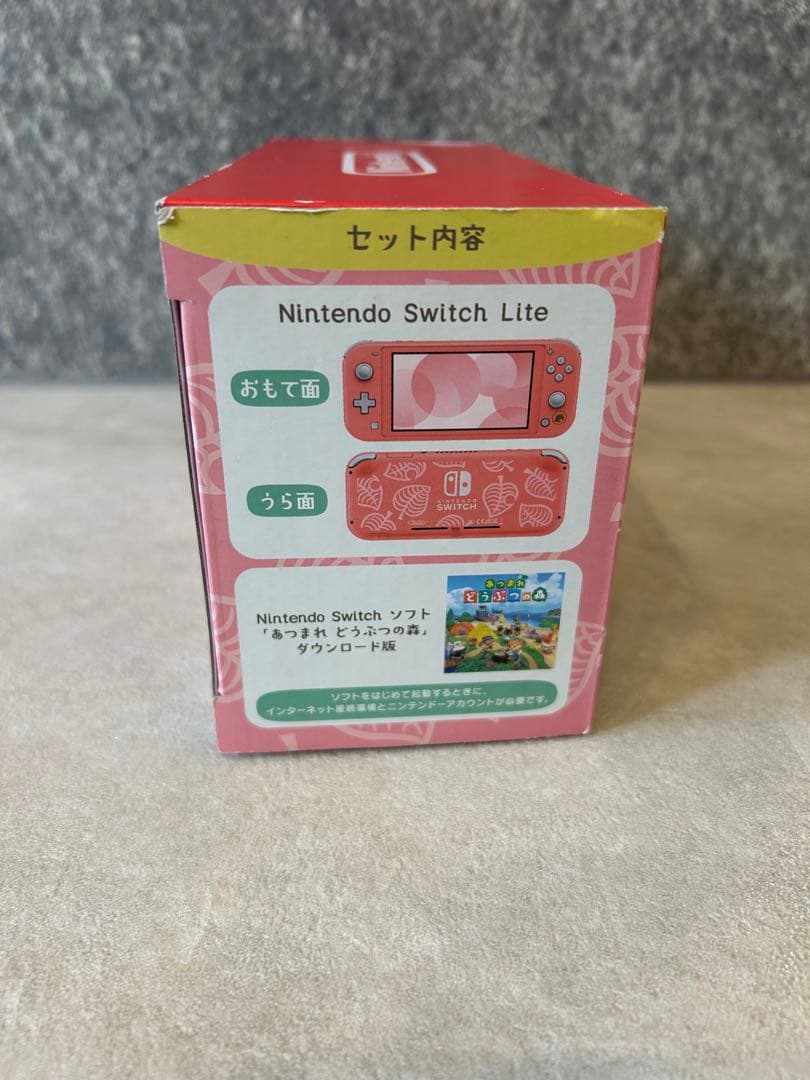 セット内容
Nintendo Switch Lite
おもて面
うら面
NINTENDO
SWITCH
あつまれ
どうぶつの森
Nintendo Switch ソフト
「あつまれ どうぶつの森」
ダウンロード版
ソフトをはじめて起動するときに、
インターネット接続環境とニンテンドーアカウントが必要です。